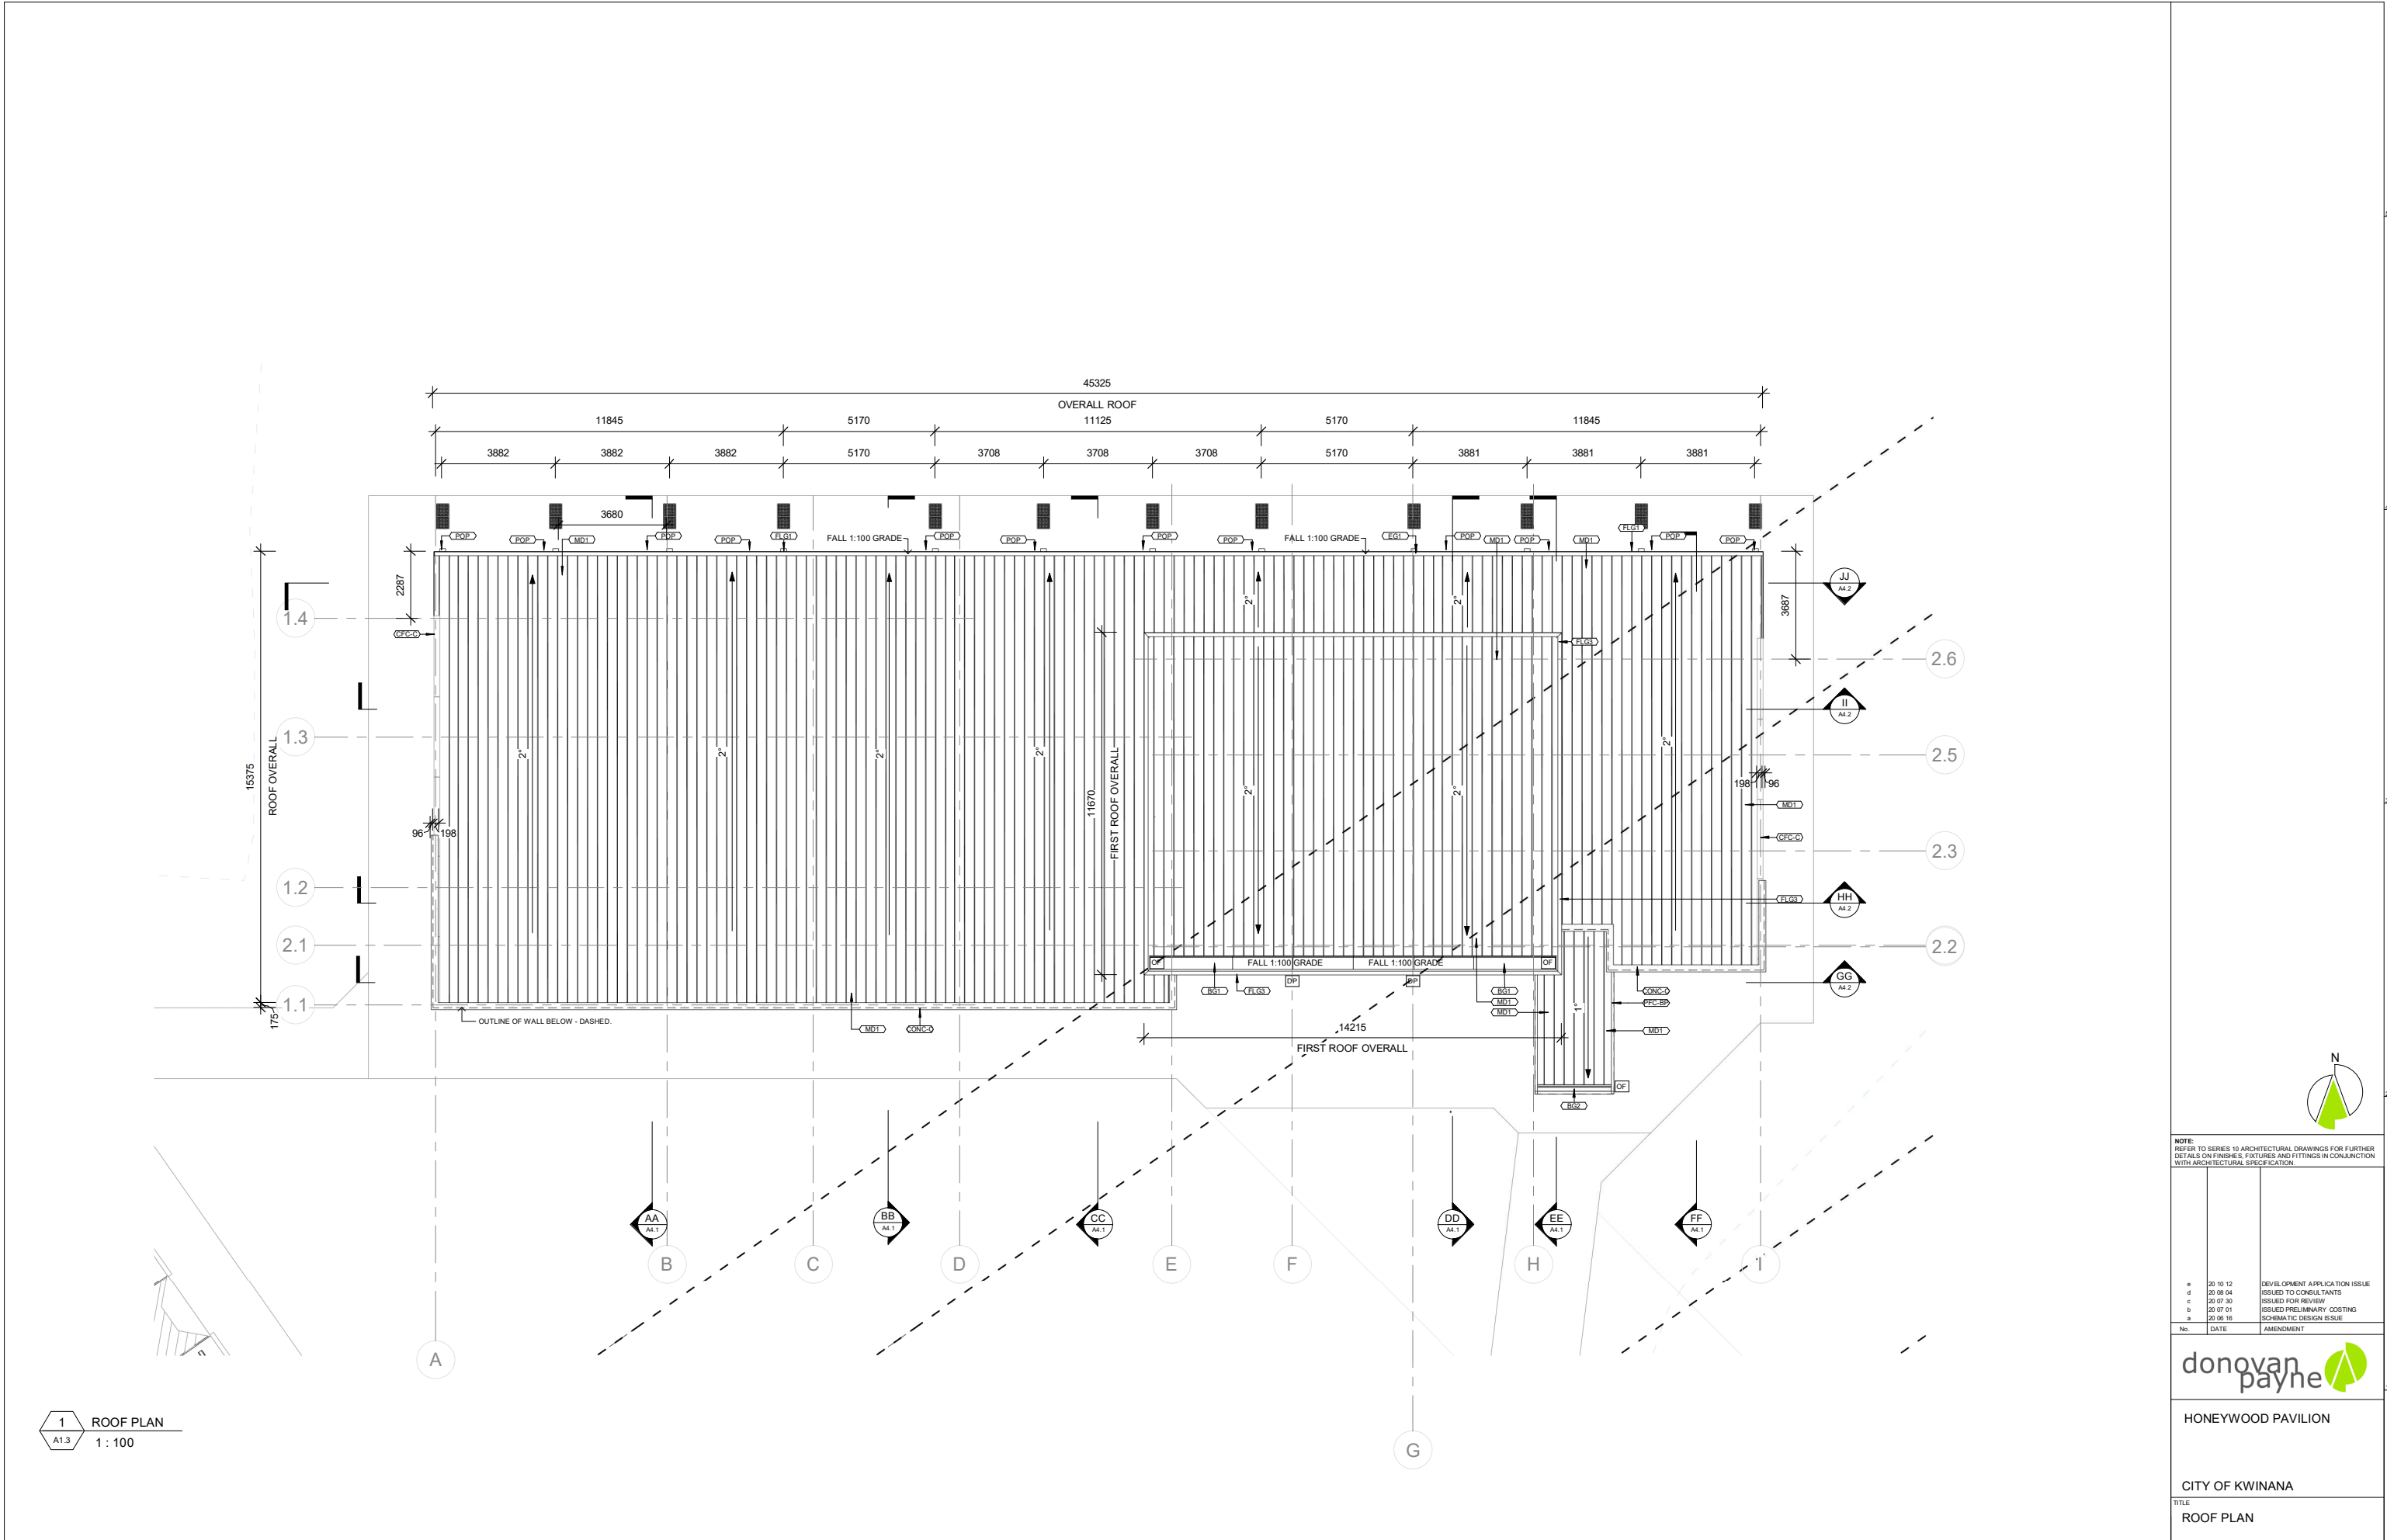 45325
OVERALL ROOF
11845 5170 11125 5170 11845
3882 3882 3882 5170 3708 3708 3708 5170 3881 3881 3881
3680
POP POP MD1 POP POP FLG1 FALL 1:100 GRADE POP POP POP POP FALL 1:100 GRADE EG1 POP MD1 POP MD1 FLG1 POP POP
2287
3687
JJ
A4.2
1.4
CFC-C
FLG3
2.6
II
A4.2
1.3
2.5
15375
ROOF OVERALL
2° 2° 2° 2° 2° 2° 2° 2° 2°
11670
FIRST ROOF OVERALL
198 96
MD1
96 198
CFC-C
2.3
1.2
FLG3
HH
A4.2
2.1
2.2
OF FALL 1:100 GRADE FALL 1:100 GRADE OF
GG
A4.2
DP DP
BG1 FLG3 BG1 CONC-C
MD1 PFC-BP
MD1
1.1
175
OUTLINE OF WALL BELOW - DASHED.
MD1 CONC-C
1°
MD1
14215
FIRST ROOF OVERALL
OF
BG2
AA
A4.1
BB
A4.1
CC
A4.1
DD
A4.1
EE
A4.1
FF
A4.1
B C D E F H I
A
G
1
A1.3
ROOF PLAN
1 : 100
N
NOTE:
REFER TO SERIES 10 ARCHITECTURAL DRAWINGS FOR FURTHER
DETAILS ON FINISHES, FIXTURES AND FITTINGS IN CONJUNCTION
WITH ARCHITECTURAL SPECIFICATION.
e 20 10 12 DEVELOPMENT APPLICATION ISSUE
d 20 08 04 ISSUED TO CONSULTANTS
c 20 07 30 ISSUED FOR REVIEW
b 20 07 01 ISSUED PRELIMINARY COSTING
a 20 06 16 SCHEMATIC DESIGN ISSUE
No. DATE AMENDMENT
donovan
payne
HONEYWOOD PAVILION
CITY OF KWINANA
TITLE
ROOF PLAN